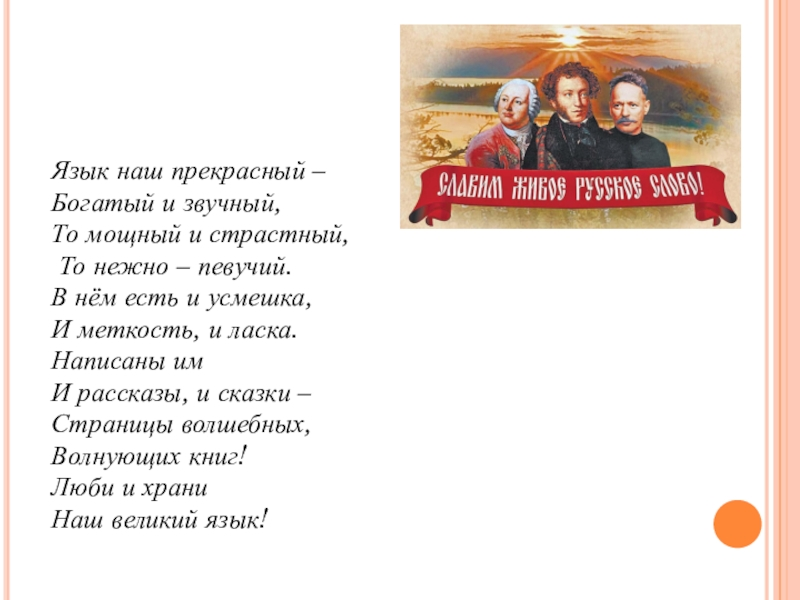 СЛАВИМ ЖИВОЕ РУССКОЕ СЛОВО!
Язык наш прекрасный –
Богатый и звучный,
То мощный и страстный,
То нежно – певучий.
В нём есть и усмешка,
И меткость, и ласка.
Написаны им
И рассказы, и сказки –
Страницы волшебных,
Волнующих книг!
Люби и храни
Наш великий язык!